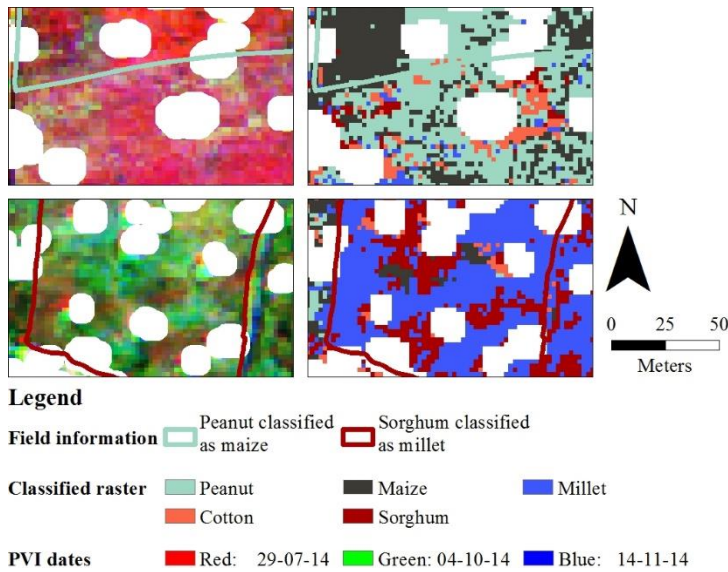 N
0 25 50
Meters
Legend
Field information Peanut classified as maize Sorghum classified as millet
Classified raster Peanut Maize Millet
Cotton Sorghum
PVI dates Red: 29-07-14 Green: 04-10-14 Blue: 14-11-14